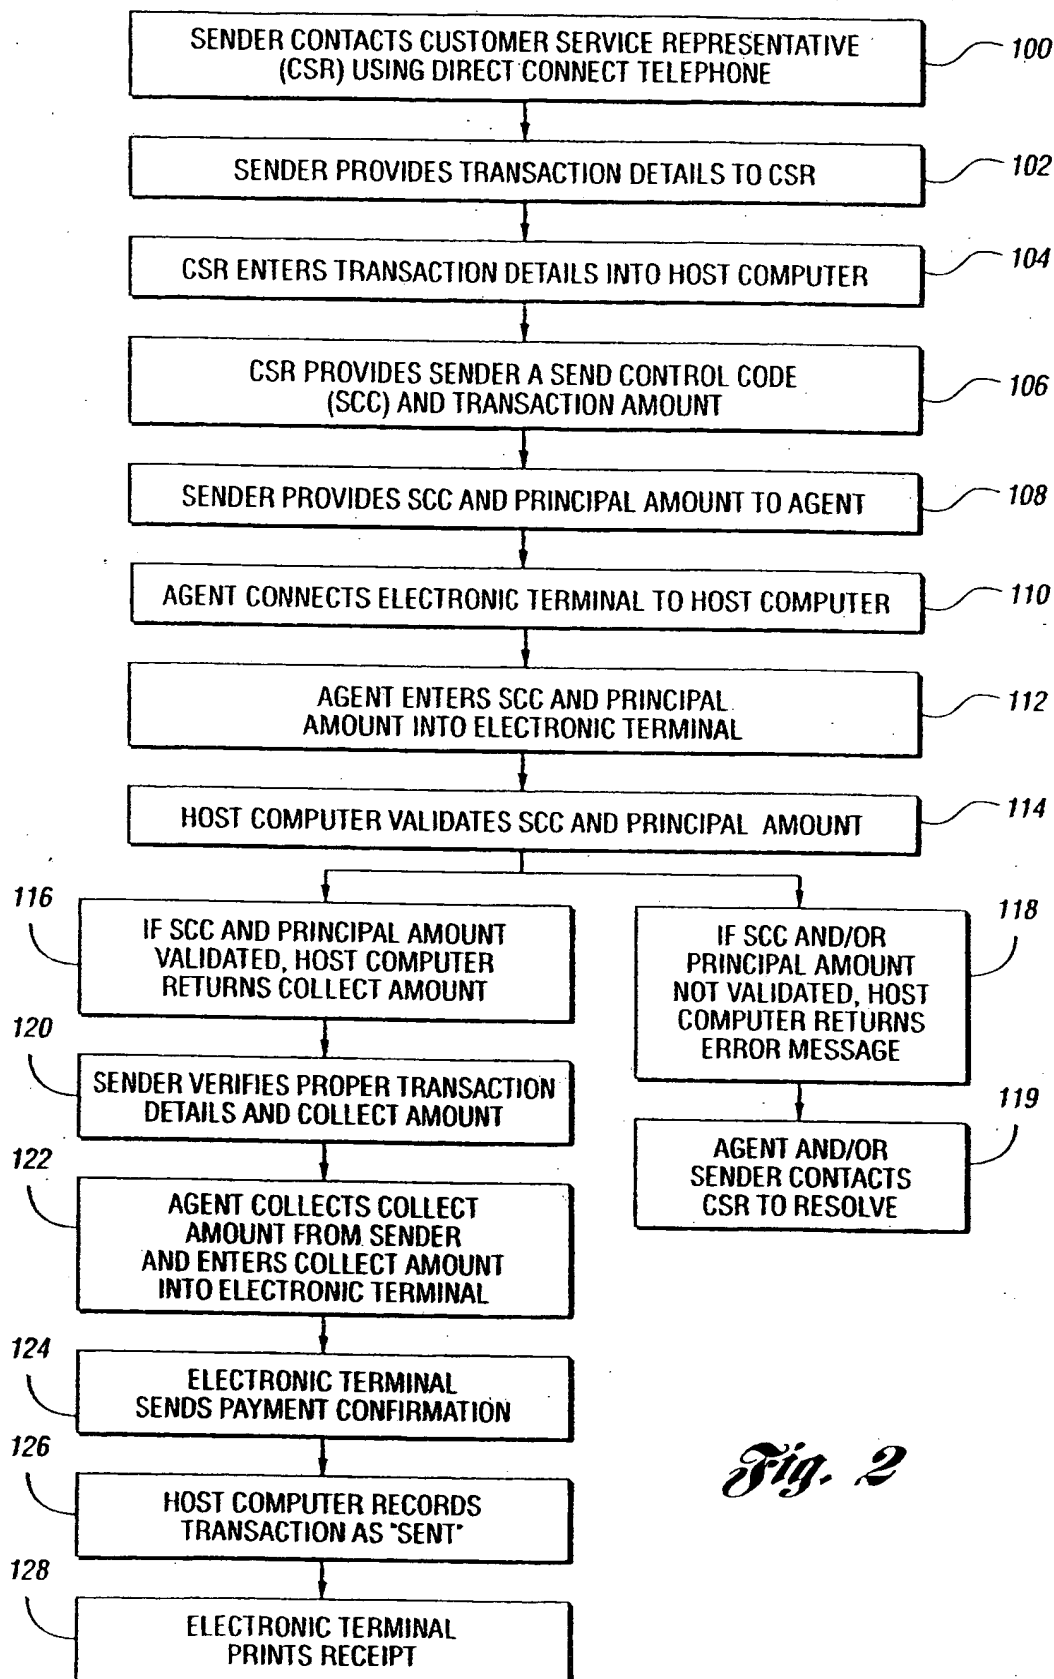 SENDER CONTACTS CUSTOMER SERVICE REPRESENTATIVE
(CSR) USING DIRECT CONNECT TELEPHONE
100
SENDER PROVIDES TRANSACTION DETAILS TO CSR
102
CSR ENTERS TRANSACTION DETAILS INTO HOST COMPUTER
104
CSR PROVIDES SENDER A SEND CONTROL CODE
(SCC) AND TRANSACTION AMOUNT
106
SENDER PROVIDES SCC AND PRINCIPAL AMOUNT TO AGENT
108
AGENT CONNECTS ELECTRONIC TERMINAL TO HOST COMPUTER
110
AGENT ENTERS SCC AND PRINCIPAL
AMOUNT INTO ELECTRONIC TERMINAL
112
HOST COMPUTER VALIDATES SCC AND PRINCIPAL AMOUNT
114
116
IF SCC AND PRINCIPAL AMOUNT
VALIDATED, HOST COMPUTER
RETURNS COLLECT AMOUNT
118
IF SCC AND/OR
PRINCIPAL AMOUNT
NOT VALIDATED, HOST
COMPUTER RETURNS
ERROR MESSAGE
120
SENDER VERIFIES PROPER TRANSACTION
DETAILS AND COLLECT AMOUNT
119
AGENT AND/OR
SENDER CONTACTS
CSR TO RESOLVE
122
AGENT COLLECTS COLLECT
AMOUNT FROM SENDER
AND ENTERS COLLECT AMOUNT
INTO ELECTRONIC TERMINAL
124
ELECTRONIC TERMINAL
SENDS PAYMENT CONFIRMATION
126
HOST COMPUTER RECORDS
TRANSACTION AS "SENT"
128
ELECTRONIC TERMINAL
PRINTS RECEIPT
Fig. 2